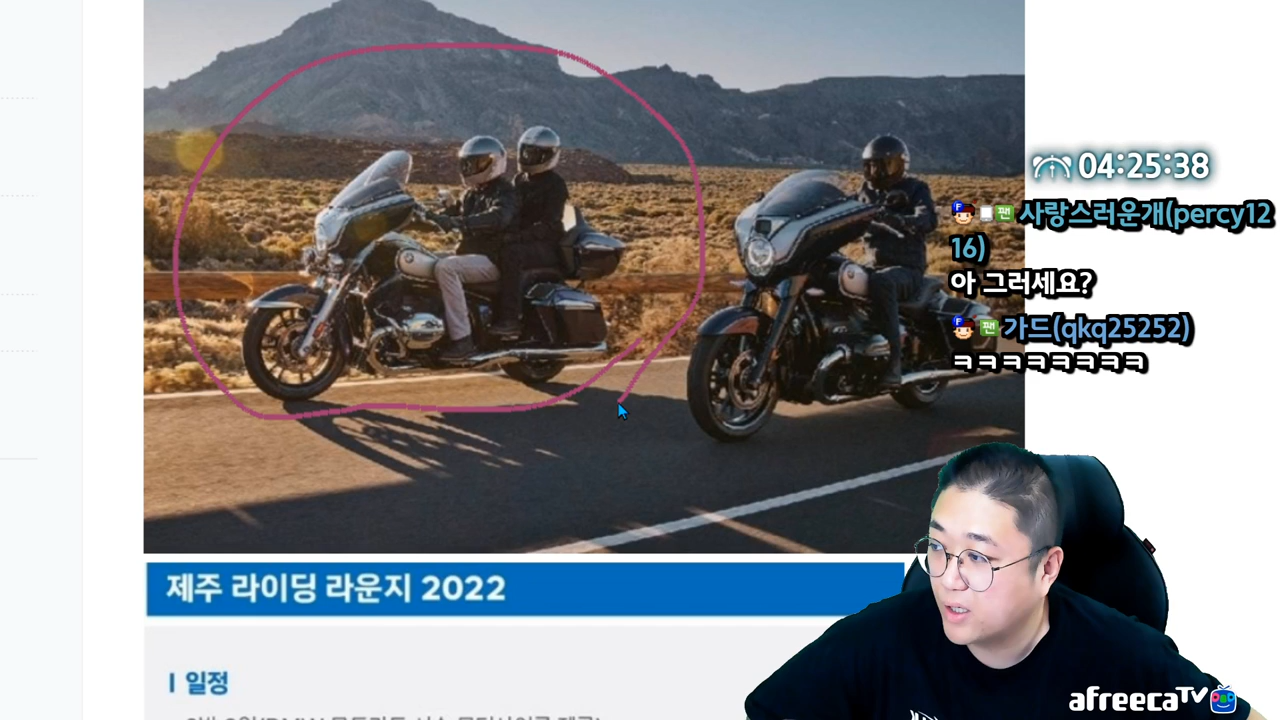 04:25:38
사랑스러운개(percy12
16)
아 그러세요?
가드(qkq25252)
ㅋㅋㅋㅋㅋㅋㅋㅋ
제주 라이딩 라운지 2022
일정
afreecaTV